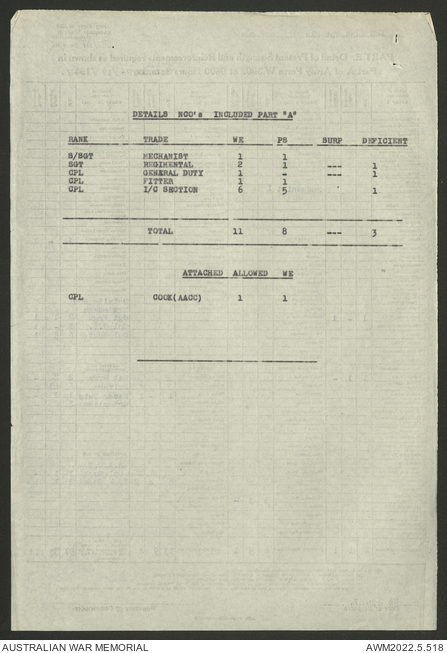 DETAILS NCO's INCLUDED PART "A"
RANK TRADE WE PS SURP DEFICIENT
S/SGT MECHANIST 1 1
SGT REGIMENTAL 2 1 --- 1
CPL GENERAL DUTY 1 - --- 1
CPL FITTER 1 1
CPL I/C SECTION 6 5 1
TOTAL 11 8 --- 3
ATTACHED ALLOWED WE
CPL COOK(AACC) 1 1
AUSTRALIAN WAR MEMORIAL AWM2022.5.518